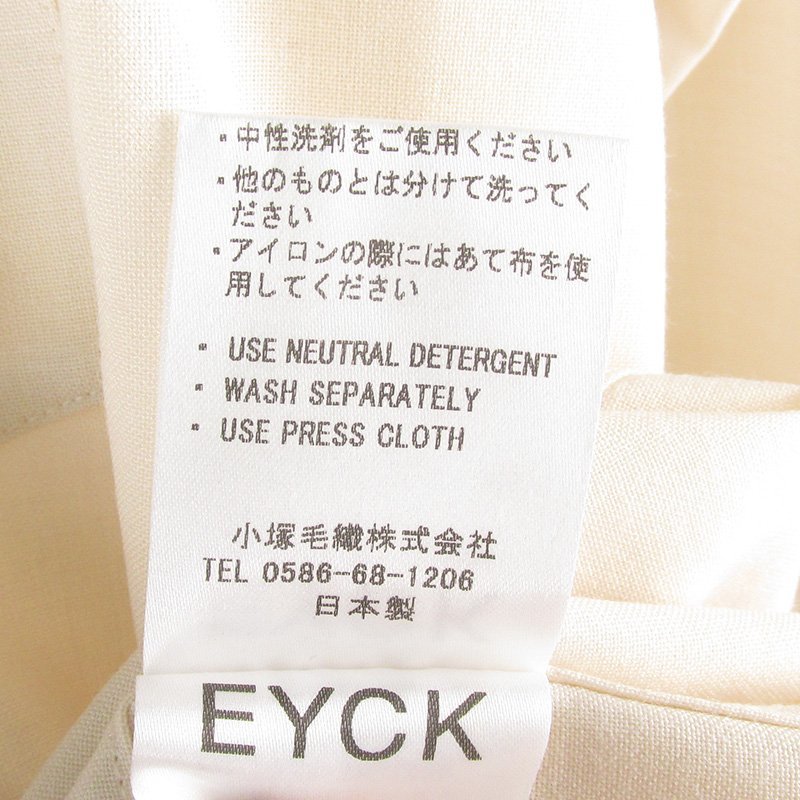 ・中性洗剤をご使用ください
・他のものとは分けて洗ってく
ださい
・アイロンの際にはあて布を使
用してください
・ USE NEUTRAL DETERGENT
・ WASH SEPARATELY
・ USE PRESS CLOTH
小塚毛織株式会社
TEL 0586-68-1206
日本製
EYCK